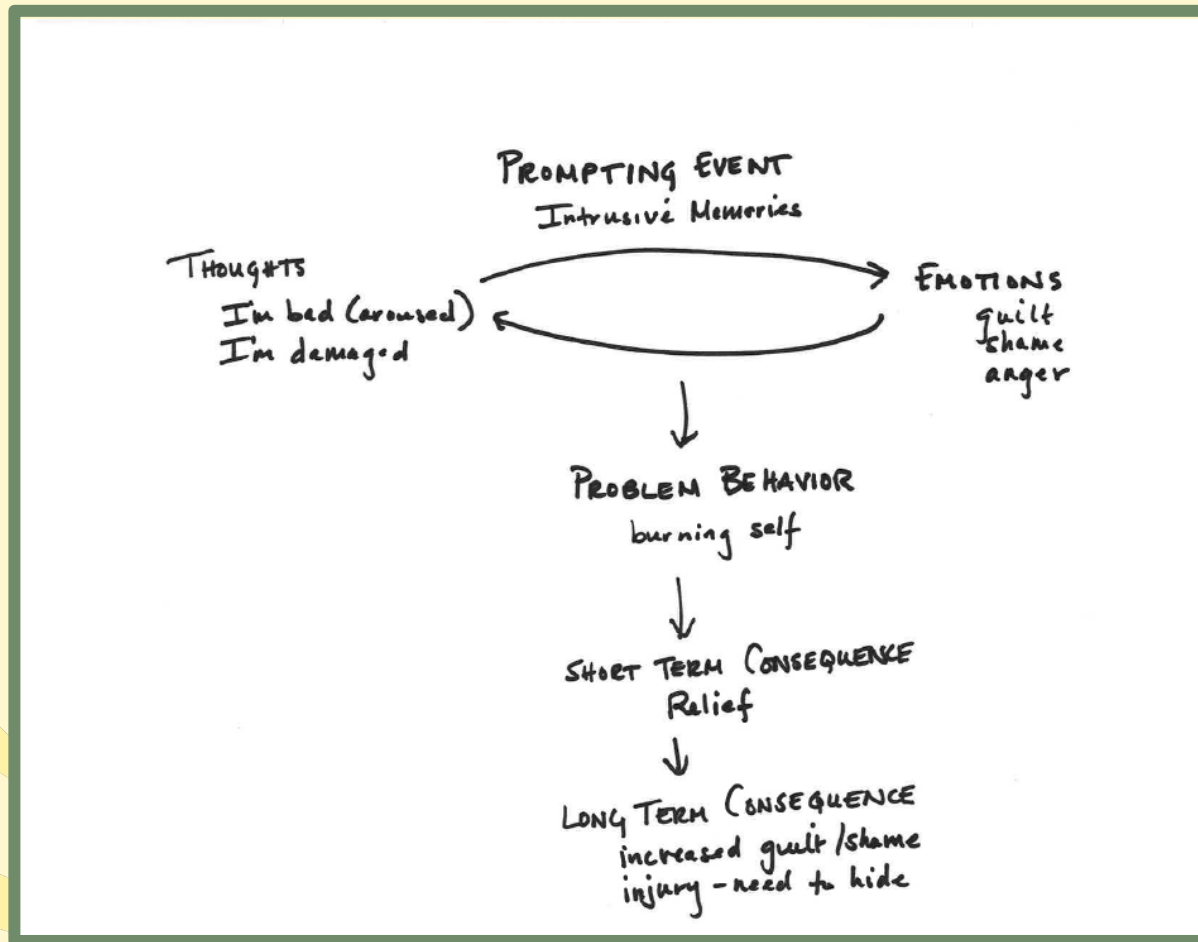 PROMPTING EVENT
Intrusive Memories
THOUGHTS
I'm bad (aroused)
I'm damaged
EMOTIONS
guilt
shame
anger
PROBLEM BEHAVIOR
burning self
SHORT TERM CONSEQUENCE
Relief
LONG TERM CONSEQUENCE
increased guilt/shame
injury - need to hide